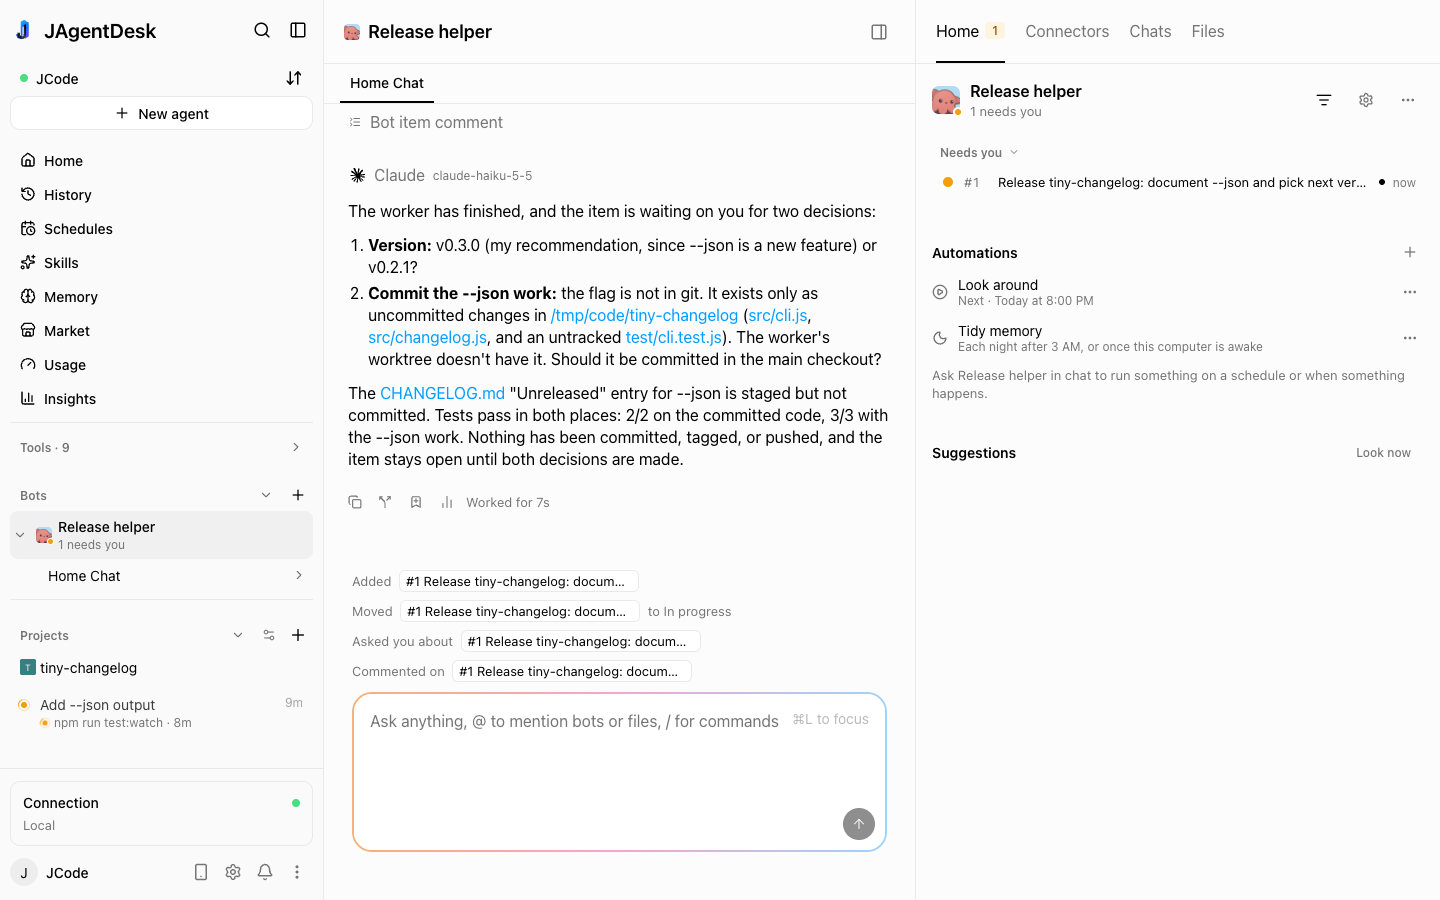 JAgentDesk
JCode
New agent
Home
History
Schedules
Skills
Memory
Market
Usage
Insights
Tools · 9
Bots
Release helper
1 needs you
Home Chat
Projects
T
tiny-changelog
Add --json output
9m
npm run test:watch · 8m
Connection
Local
J
JCode
Release helper
Home Chat
Bot item comment
Claude claude-haiku-5-5
The worker has finished, and the item is waiting on you for two decisions:
1. Version: v0.3.0 (my recommendation, since --json is a new feature) or
v0.2.1?
2. Commit the --json work: the flag is not in git. It exists only as
uncommitted changes in /tmp/code/tiny-changelog (src/cli.js,
src/changelog.js, and an untracked test/cli.test.js). The worker's
worktree doesn't have it. Should it be committed in the main checkout?
The CHANGELOG.md "Unreleased" entry for --json is staged but not
committed. Tests pass in both places: 2/2 on the committed code, 3/3 with
the --json work. Nothing has been committed, tagged, or pushed, and the
item stays open until both decisions are made.
Worked for 7s
Added #1 Release tiny-changelog: docum...
Moved #1 Release tiny-changelog: docum... to In progress
Asked you about #1 Release tiny-changelog: docum...
Commented on #1 Release tiny-changelog: docum...
Ask anything, @ to mention bots or files, / for commands
⌘L to focus
Home 1 Connectors Chats Files
Release helper
1 needs you
Needs you
#1 Release tiny-changelog: document --json and pick next ver... now
Automations
Look around
Next · Today at 8:00 PM
Tidy memory
Each night after 3 AM, or once this computer is awake
Ask Release helper in chat to run something on a schedule or when something
happens.
Suggestions
Look now